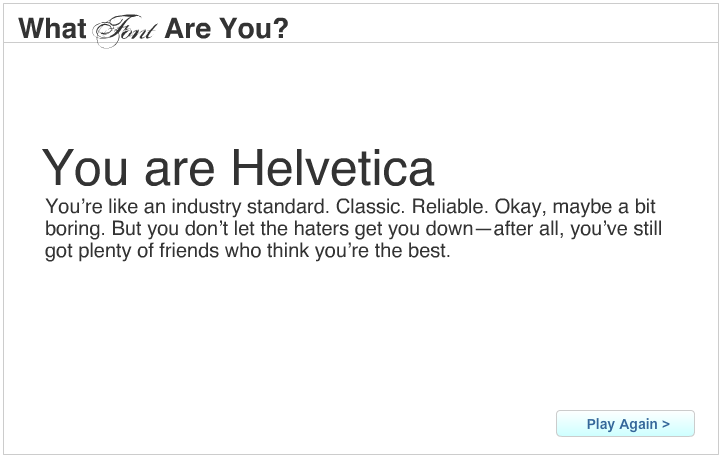 What Font Are You?
You are Helvetica
You’re like an industry standard. Classic. Reliable. Okay, maybe a bit
boring. But you don’t let the haters get you down—after all, you’ve still
got plenty of friends who think you’re the best.
Play Again >